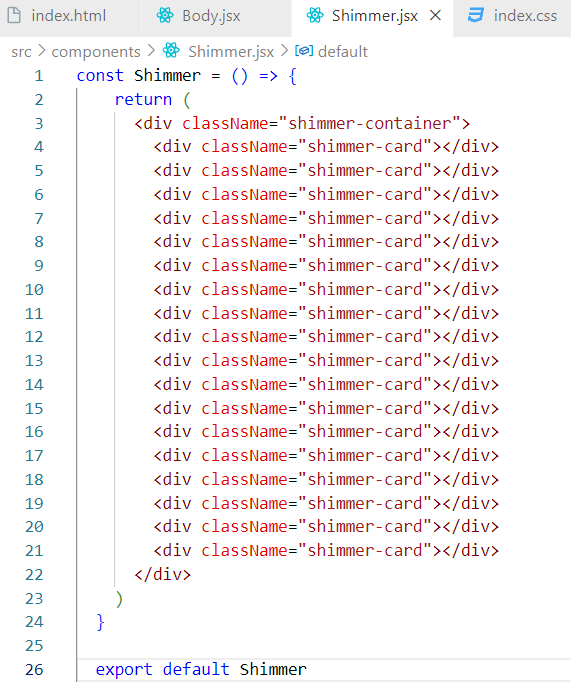 index.html Body.jsx Shimmer.jsx × index.css
src > components > Shimmer.jsx > default
1 const Shimmer = () => {
2 return (
3 <div className="shimmer-container">
4 <div className="shimmer-card"></div>
5 <div className="shimmer-card"></div>
6 <div className="shimmer-card"></div>
7 <div className="shimmer-card"></div>
8 <div className="shimmer-card"></div>
9 <div className="shimmer-card"></div>
10 <div className="shimmer-card"></div>
11 <div className="shimmer-card"></div>
12 <div className="shimmer-card"></div>
13 <div className="shimmer-card"></div>
14 <div className="shimmer-card"></div>
15 <div className="shimmer-card"></div>
16 <div className="shimmer-card"></div>
17 <div className="shimmer-card"></div>
18 <div className="shimmer-card"></div>
19 <div className="shimmer-card"></div>
20 <div className="shimmer-card"></div>
21 <div className="shimmer-card"></div>
22 </div>
23 )
24 }
25
26 export default Shimmer